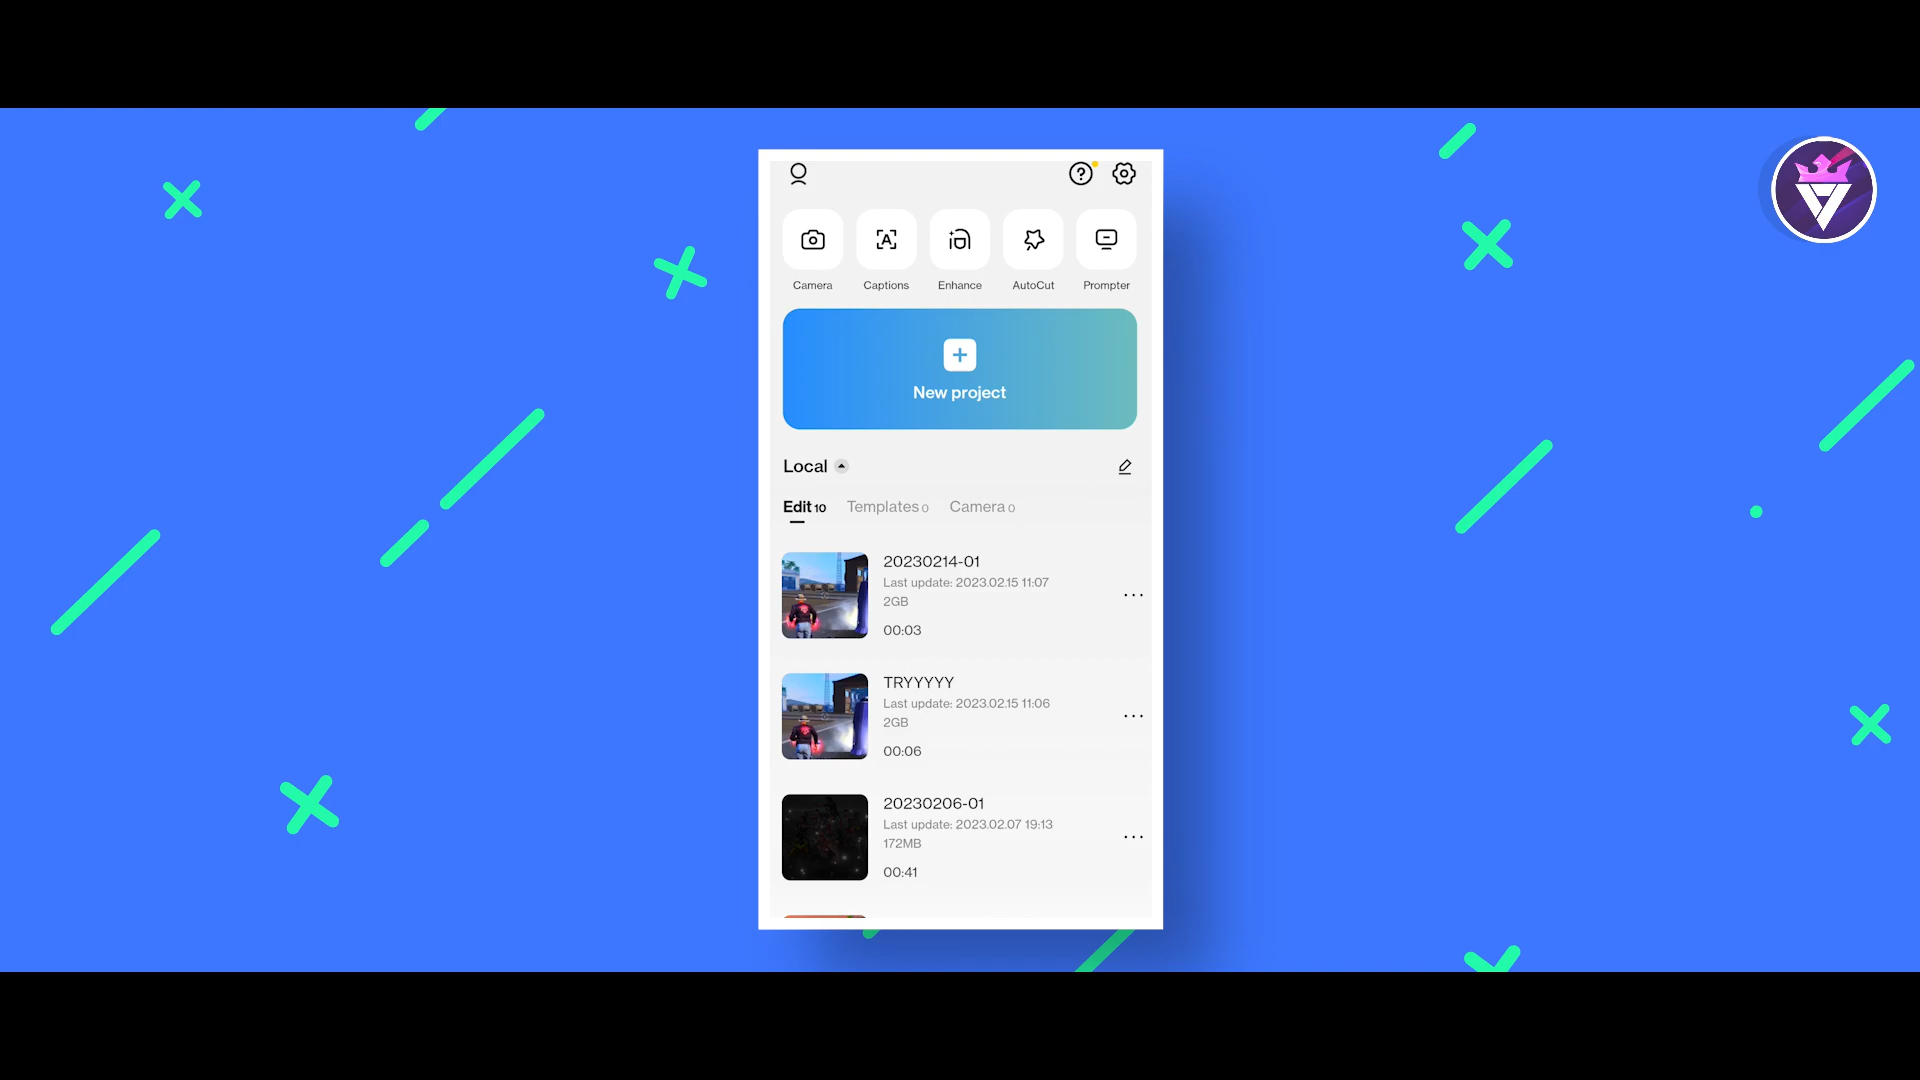 Camera
Captions
Enhance
AutoCut
Prompter
New project
Local
Edit 10
Templates 0
Camera 0
20230214-01
Last update: 2023.02.15 11:07
2GB
00:03
TRYYYYY
Last update: 2023.02.15 11:06
2GB
00:06
20230206-01
Last update: 2023.02.07 19:13
172MB
00:41